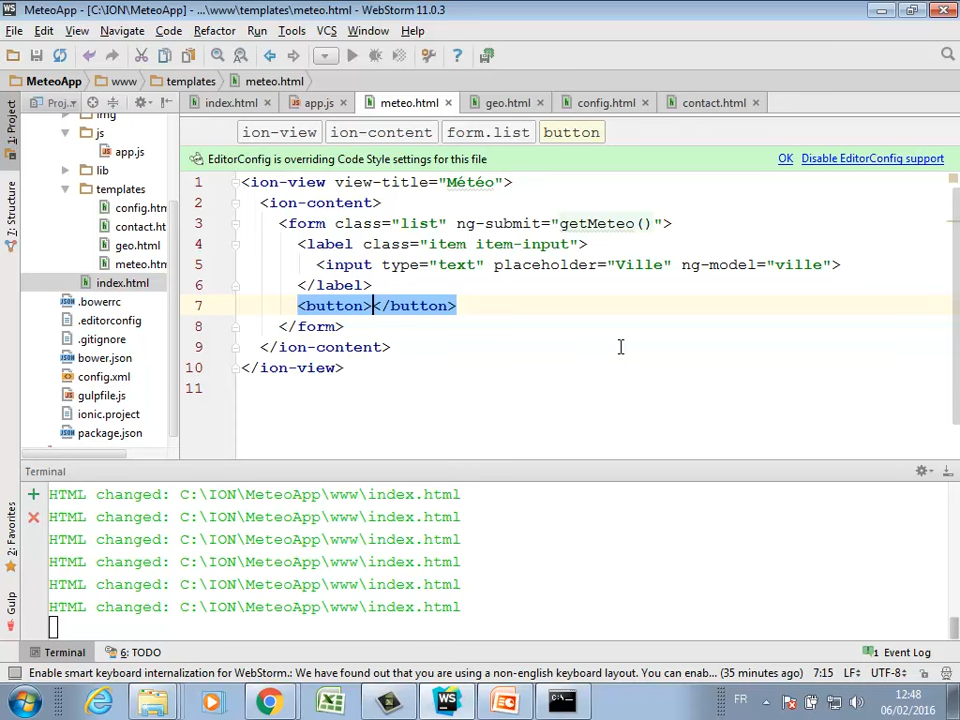 MeteoApp - [C:\ION\MeteoApp] - ...\www\templates\meteo.html - WebStorm 11.0.3
File Edit View Navigate Code Refactor Run Tools VCS Window Help
MeteoApp www templates meteo.html
1: Project
Proj...
index.html app.js meteo.html geo.html config.html contact.html
ion-view ion-content form.list button
EditorConfig is overriding Code Style settings for this file OK Disable EditorConfig support
img
js
app.js
lib
templates
config.htm
contact.ht
geo.html
meteo.htm
index.html
.bowerrc
.editorconfig
.gitignore
bower.json
config.xml
gulpfile.js
ionic.project
package.json
7: Structure
1 <ion-view view-title="Météo">
2 <ion-content>
3 <form class="list" ng-submit="getMeteo()">
4 <label class="item item-input">
5 <input type="text" placeholder="Ville" ng-model="ville">
6 </label>
7 <button></button>
8 </form>
9 </ion-content>
10 </ion-view>
11
Terminal
HTML changed: C:\ION\MeteoApp\www\index.html
HTML changed: C:\ION\MeteoApp\www\index.html
HTML changed: C:\ION\MeteoApp\www\index.html
HTML changed: C:\ION\MeteoApp\www\index.html
HTML changed: C:\ION\MeteoApp\www\index.html
HTML changed: C:\ION\MeteoApp\www\index.html
2: Favorites
Gulp
Terminal 6: TODO 1 Event Log
Enable smart keyboard internalization for WebStorm.: We have found out that you are using a non-english keyboard layout. You can enab... (35 minutes ago) 7:15 LF UTF-8
WS FR 12:48
06/02/2016